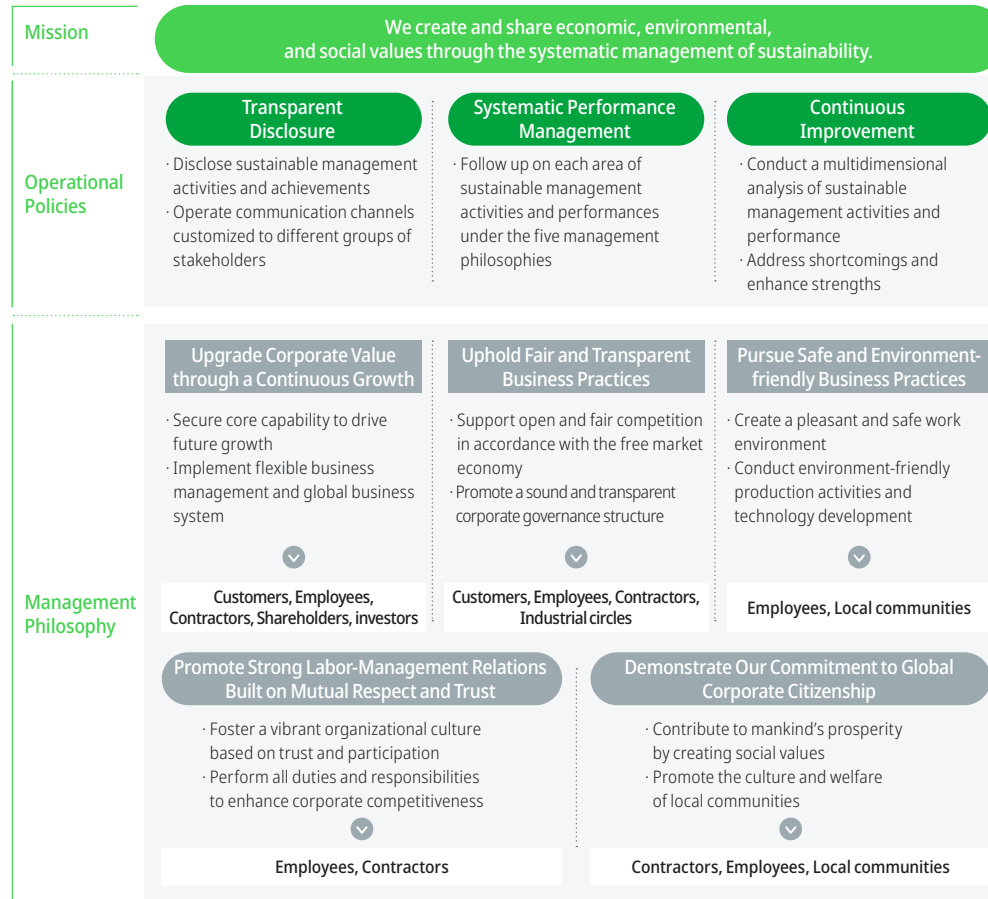 Mission
We create and share economic, environmental,
and social values through the systematic management of sustainability.
Operational
Policies
Transparent
Disclosure
· Disclose sustainable management
activities and achievements
· Operate communication channels
customized to different groups of
stakeholders
Systematic Performance
Management
· Follow up on each area of
sustainable management
activities and performances
under the five management
philosophies
Continuous
Improvement
· Conduct a multidimensional
analysis of sustainable
management activities and
performance
· Address shortcomings and
enhance strengths
Management
Philosophy
Upgrade Corporate Value
through a Continuous Growth
· Secure core capability to drive
future growth
· Implement flexible business
management and global business
system
Customers, Employees,
Contractors, Shareholders, investors
Uphold Fair and Transparent
Business Practices
· Support open and fair competition
in accordance with the free market
economy
· Promote a sound and transparent
corporate governance structure
Customers, Employees, Contractors,
Industrial circles
Pursue Safe and Environment-
friendly Business Practices
· Create a pleasant and safe work
environment
· Conduct environment-friendly
production activities and
technology development
Employees, Local communities
Promote Strong Labor-Management Relations
Built on Mutual Respect and Trust
· Foster a vibrant organizational culture
based on trust and participation
· Perform all duties and responsibilities
to enhance corporate competitiveness
Employees, Contractors
Demonstrate Our Commitment to Global
Corporate Citizenship
· Contribute to mankind's prosperity
by creating social values
· Promote the culture and welfare
of local communities
Contractors, Employees, Local communities